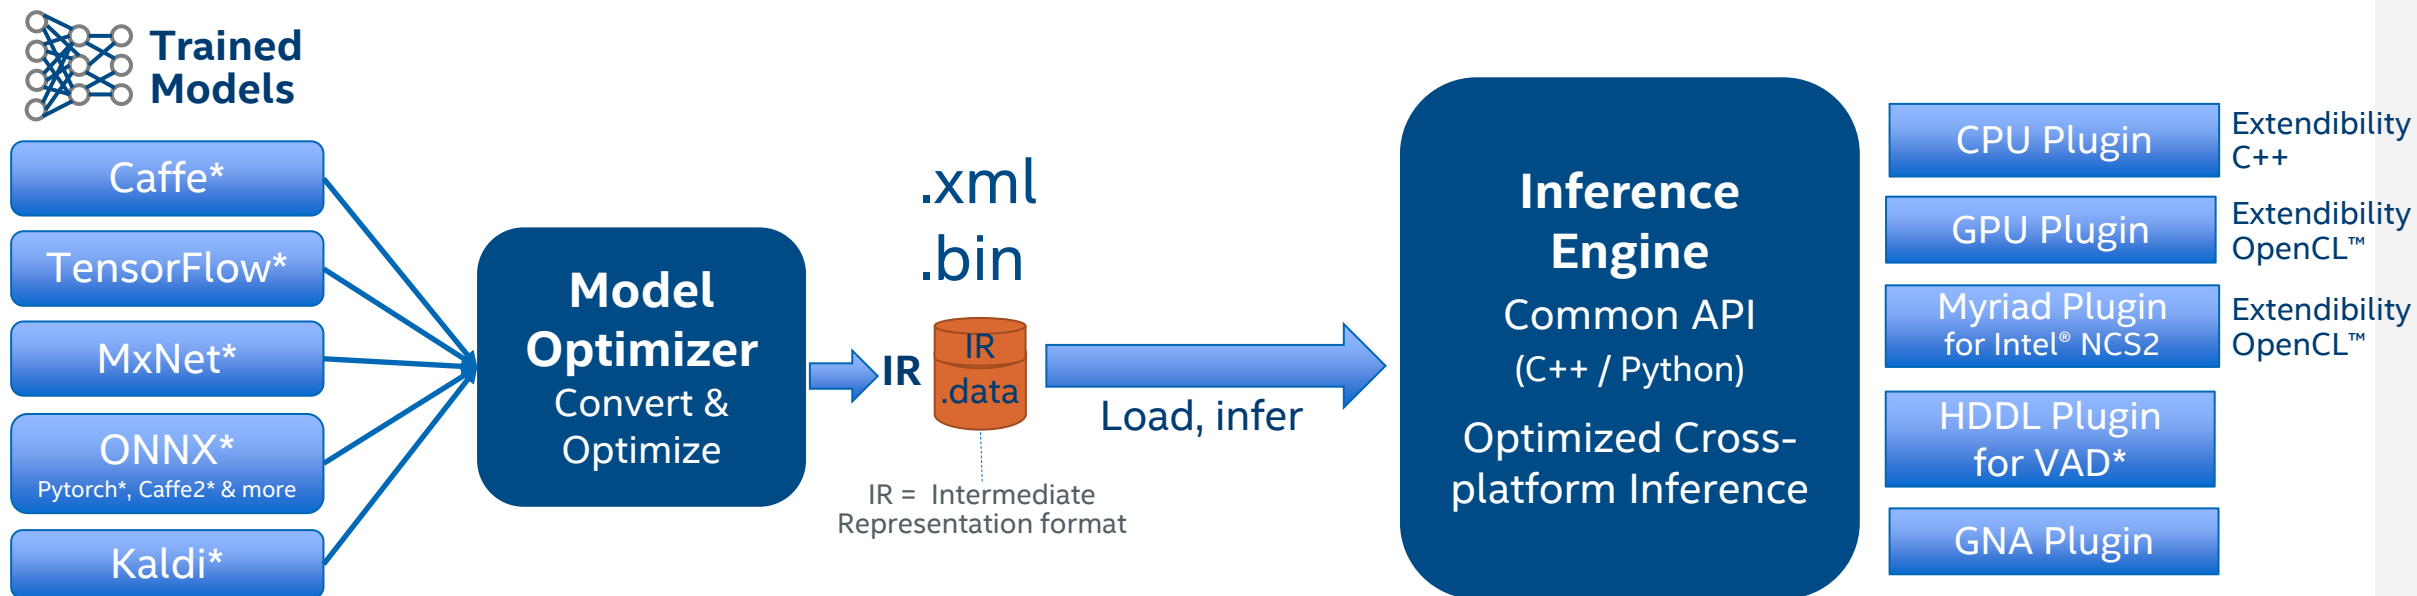 Trained
Models
Caffe*
TensorFlow*
MxNet*
ONNX*
Pytorch*, Caffe2* & more
Kaldi*
Model
Optimizer
Convert &
Optimize
.xml
.bin
IR
IR
.data
IR = Intermediate
Representation format
Load, infer
Inference
Engine
Common API
(C++ / Python)
Optimized Cross-
platform Inference
CPU Plugin
Extendibility
C++
GPU Plugin
Extendibility
OpenCL™
Myriad Plugin
for Intel® NCS2
Extendibility
OpenCL™
HDDL Plugin
for VAD*
GNA Plugin